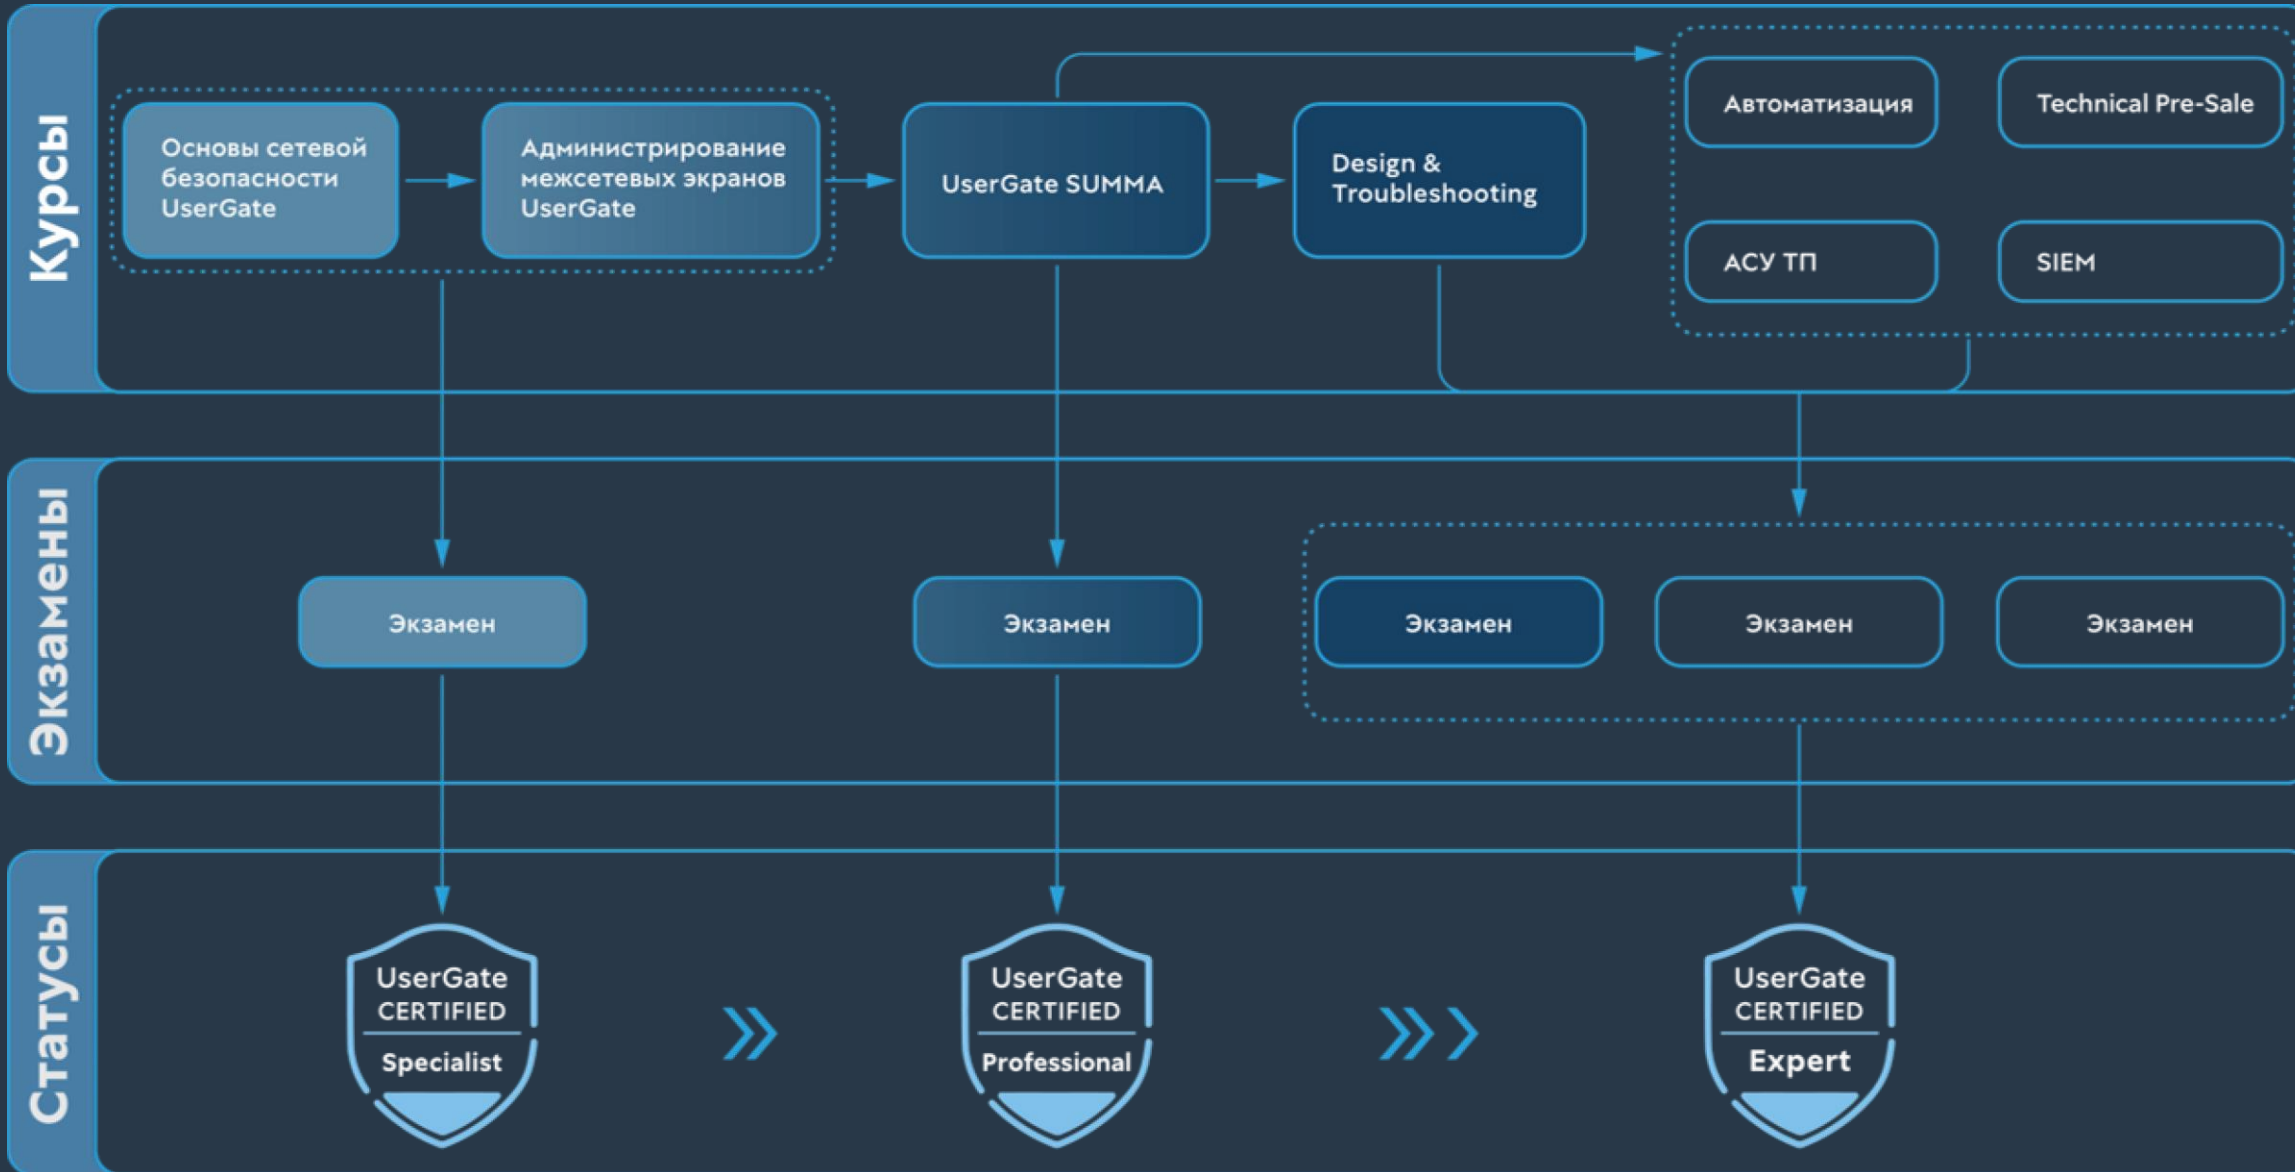 Курсы
Основы сетевой
безопасности
UserGate
Администрирование
межсетевых экранов
UserGate
UserGate SUMMA
Design &
Troubleshooting
Автоматизация
Technical Pre-Sale
АСУ ТП
SIEM
Экзамены
Экзамен
Экзамен
Экзамен
Экзамен
Экзамен
Статусы
UserGate
CERTIFIED
Specialist
UserGate
CERTIFIED
Professional
UserGate
CERTIFIED
Expert